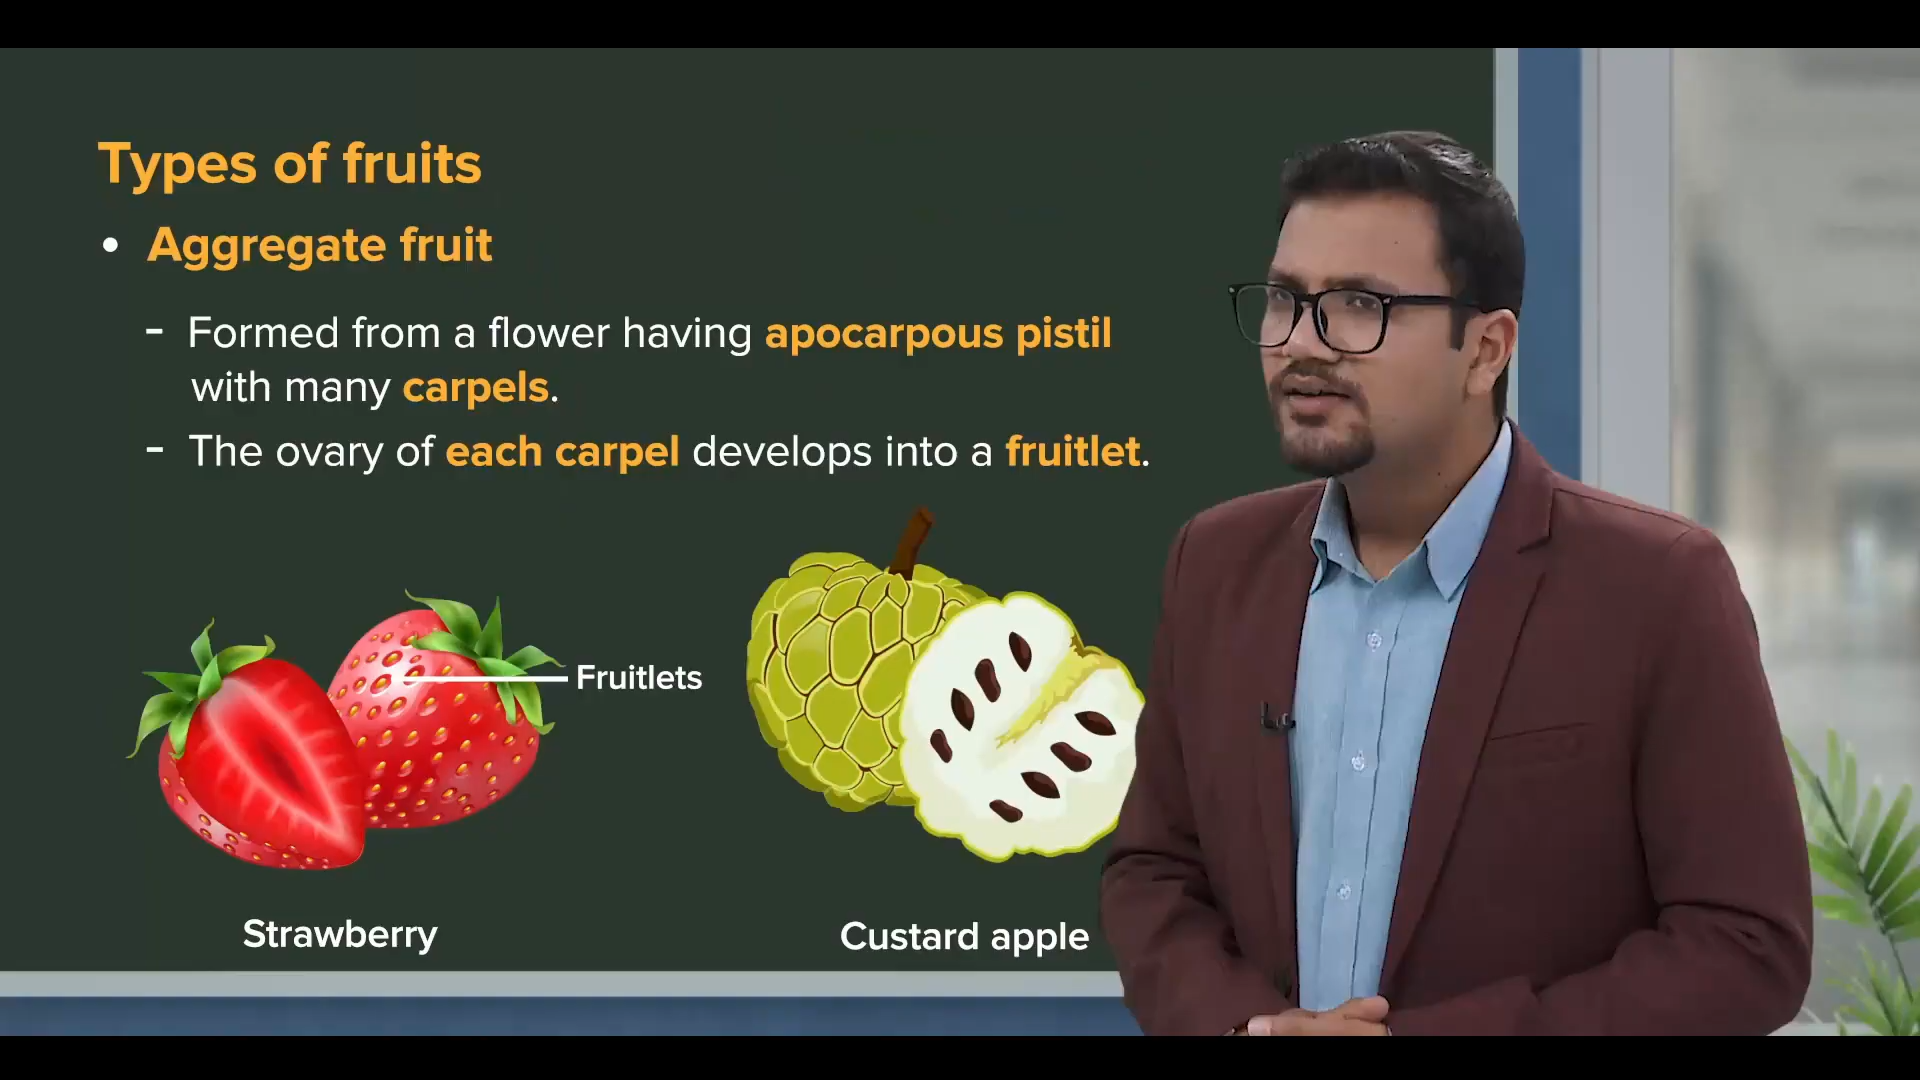 Types of fruits
• Aggregate fruit
- Formed from a flower having apocarpous pistil
with many carpels.
- The ovary of each carpel develops into a fruitlet.
Fruitlets
Strawberry
Custard apple